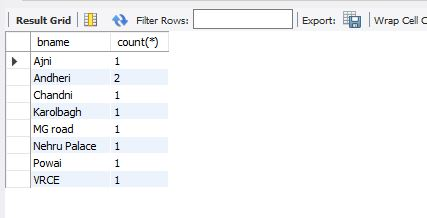 Result Grid Filter Rows: Export: Wrap Cell C
bname count(*)
Ajni 1
Andheri 2
Chandni 1
Karolbagh 1
MG road 1
Nehru Palace 1
Powai 1
VRCE 1